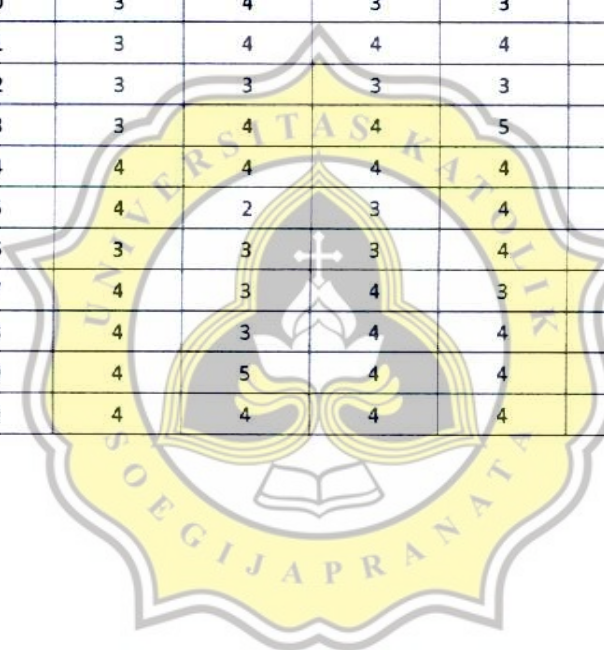 3 4 3 3
3 4 4 4
3 3 3 3
3 4 4 5
4 4 4 4
4 2 3 4
3 3 3 4
4 3 4 3
4 3 4 4
4 5 4 4
4 4 4 4
UNIVERSITAS KATOLIK
SOEGIJAPRANATA